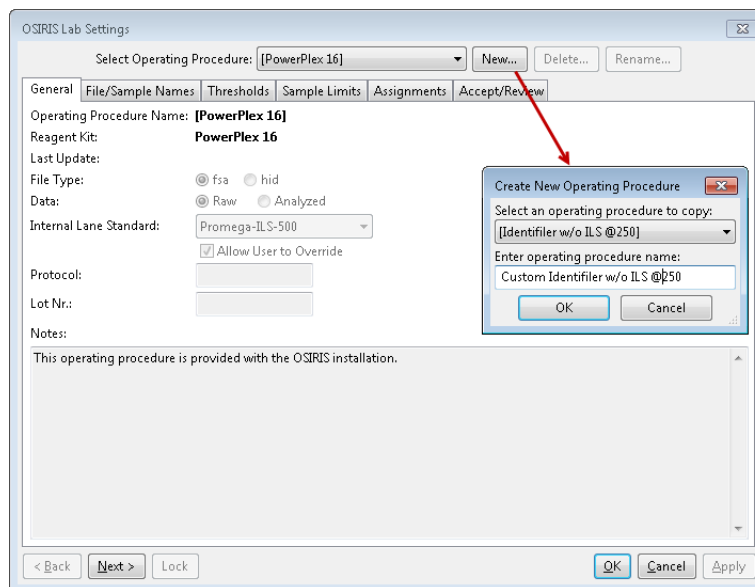 OSIRIS Lab Settings
Select Operating Procedure: [PowerPlex 16] New... Delete... Rename...
General File/Sample Names Thresholds Sample Limits Assignments Accept/Review
Operating Procedure Name: [PowerPlex 16]
Reagent Kit: PowerPlex 16
Last Update:
File Type: fsa hid
Data: Raw Analyzed
Internal Lane Standard: Promega-ILS-500
Allow User to Override
Protocol:
Lot Nr.:
Notes:
This operating procedure is provided with the OSIRIS installation.
Create New Operating Procedure
Select an operating procedure to copy:
[Identifiler w/o ILS @250]
Enter operating procedure name:
Custom Identifiler w/o ILS @250
OK Cancel
< Back Next > Lock OK Cancel Apply